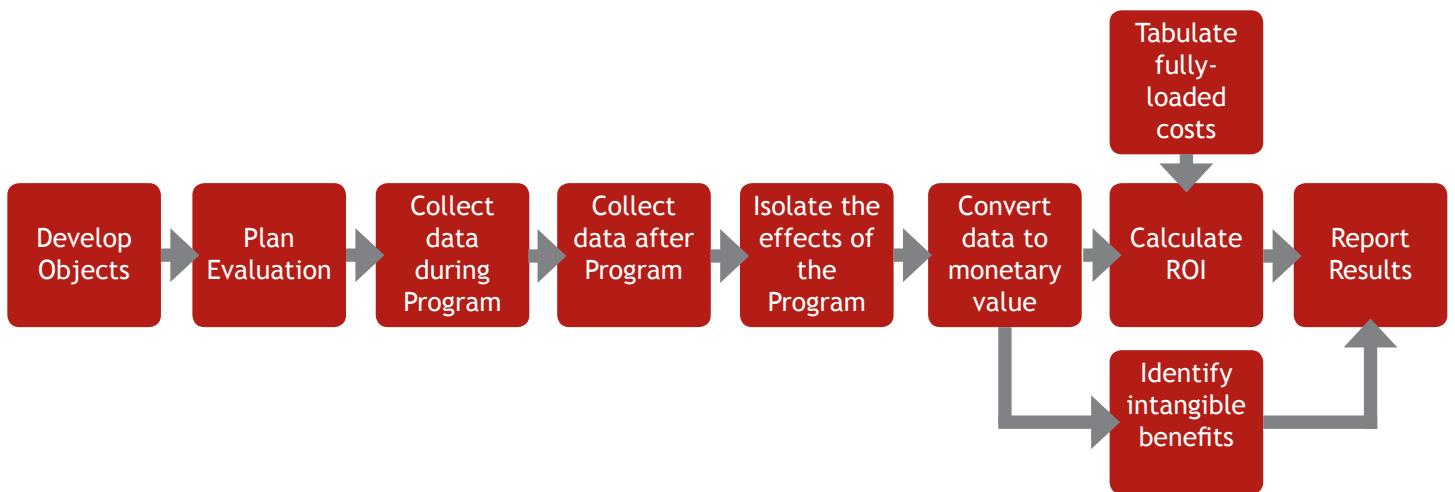 Tabulate
fully-
loaded
costs
Develop
Objects
Plan
Evaluation
Collect
data
during
Program
Collect
data after
Program
Isolate the
effects of
the
Program
Convert
data to
monetary
value
Calculate
ROI
Report
Results
Identify
intangible
benefits